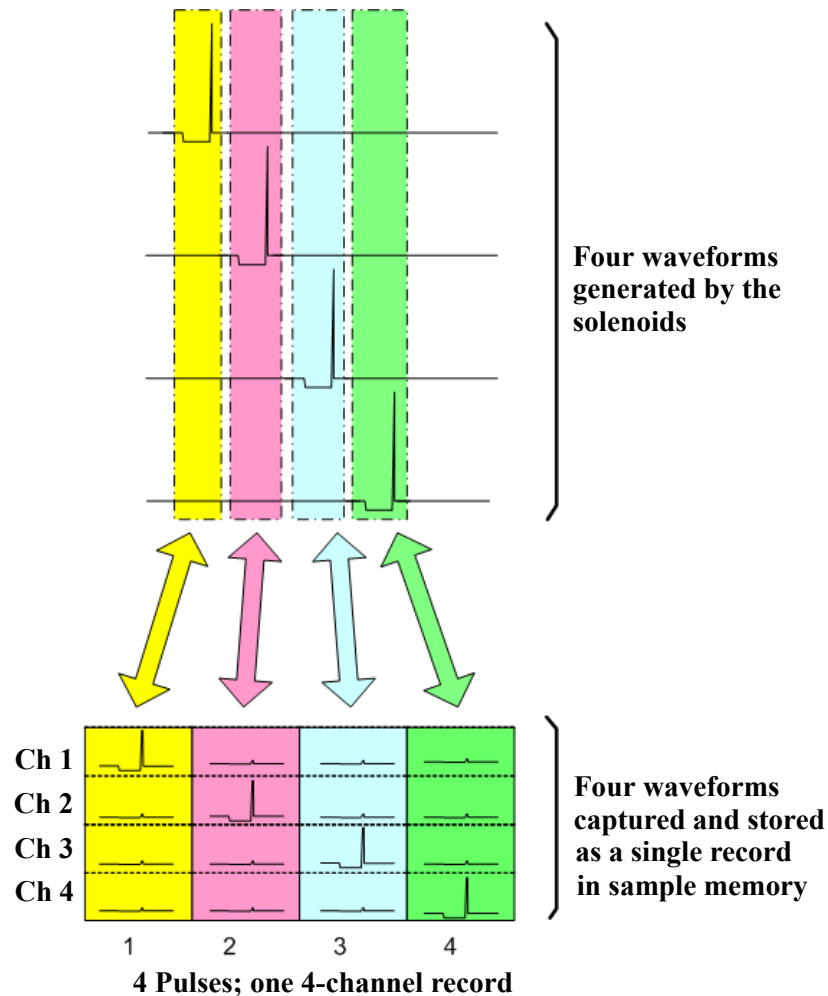 Four waveforms
generated by the
solenoids
Ch 1
Ch 2
Ch 3
Ch 4
Four waveforms
captured and stored
as a single record
in sample memory
1 2 3 4
4 Pulses; one 4-channel record